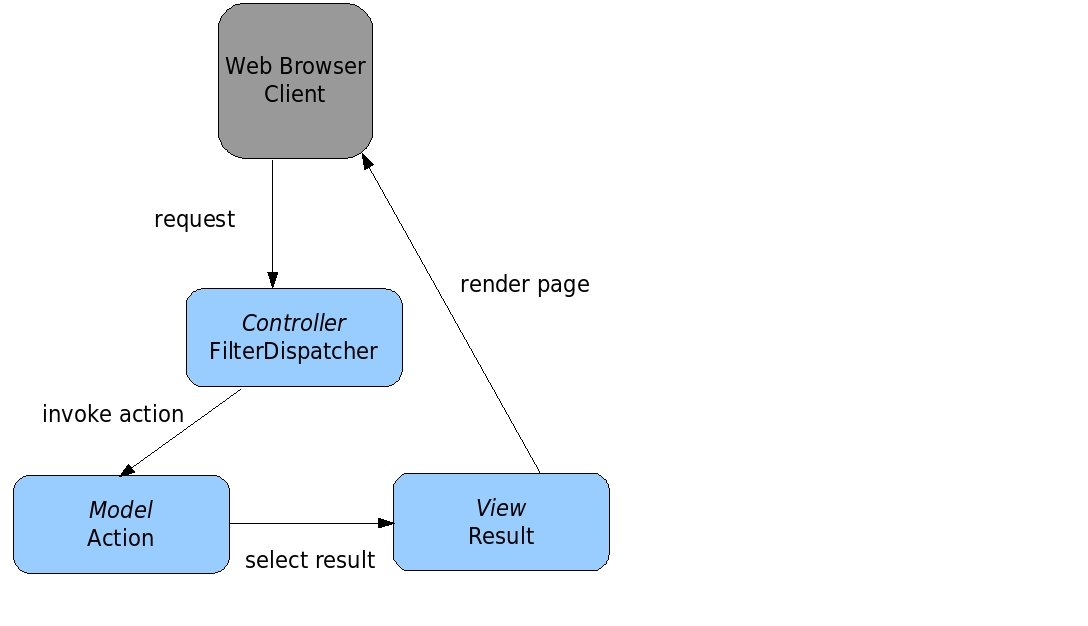 Web Browser
Client
request
render page
Controller
FilterDispatcher
invoke action
Model
Action
View
Result
select result